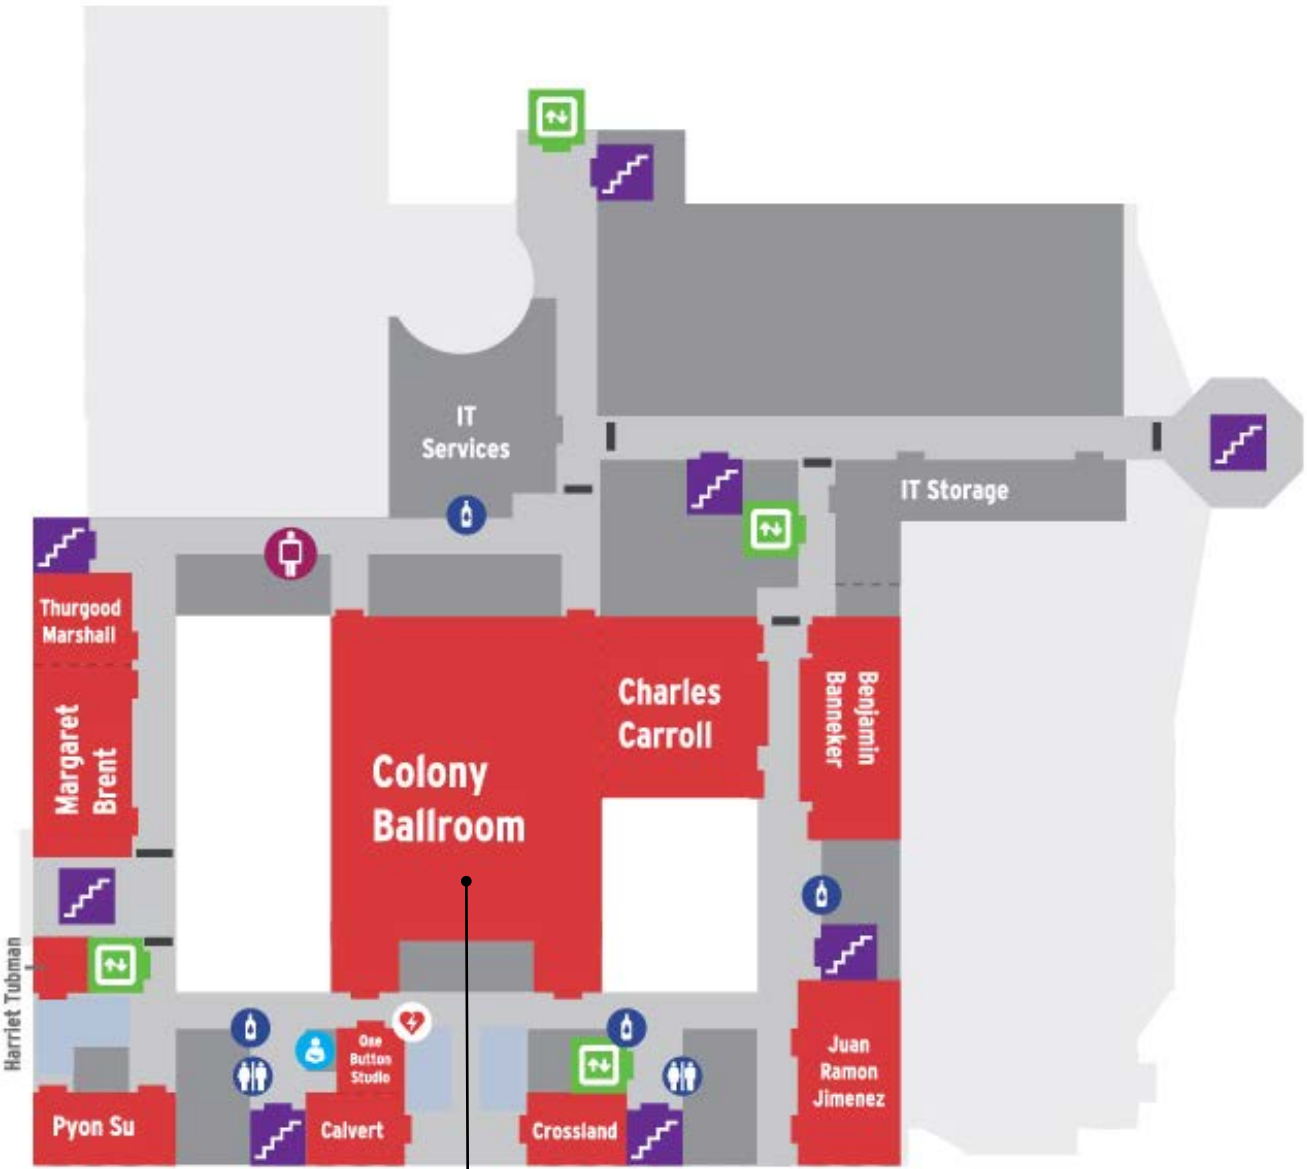 IT
Services
IT Storage
Thurgood
Marshall
Margaret
Brent
Charles
Carroll
Benjamin
Banneker
Colony
Ballroom
Harriet Tubman
One
Button
Studio
Juan
Ramon
Jimenez
Pyon Su
Calvert
Crossland